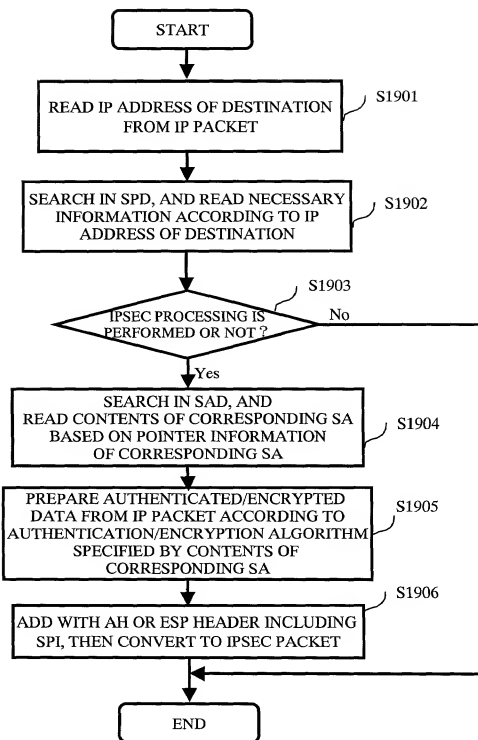 START
READ IP ADDRESS OF DESTINATION
FROM IP PACKET
S1901
SEARCH IN SPD, AND READ NECESSARY
INFORMATION ACCORDING TO IP
ADDRESS OF DESTINATION
S1902
S1903
IPSEC PROCESSING IS
PERFORMED OR NOT ?
No
Yes
SEARCH IN SAD, AND
READ CONTENTS OF CORRESPONDING SA
BASED ON POINTER INFORMATION
OF CORRESPONDING SA
S1904
PREPARE AUTHENTICATED/ENCRYPTED
DATA FROM IP PACKET ACCORDING TO
AUTHENTICATION/ENCRYPTION ALGORITHM
SPECIFIED BY CONTENTS OF
CORRESPONDING SA
S1905
S1906
ADD WITH AH OR ESP HEADER INCLUDING
SPI, THEN CONVERT TO IPSEC PACKET
END